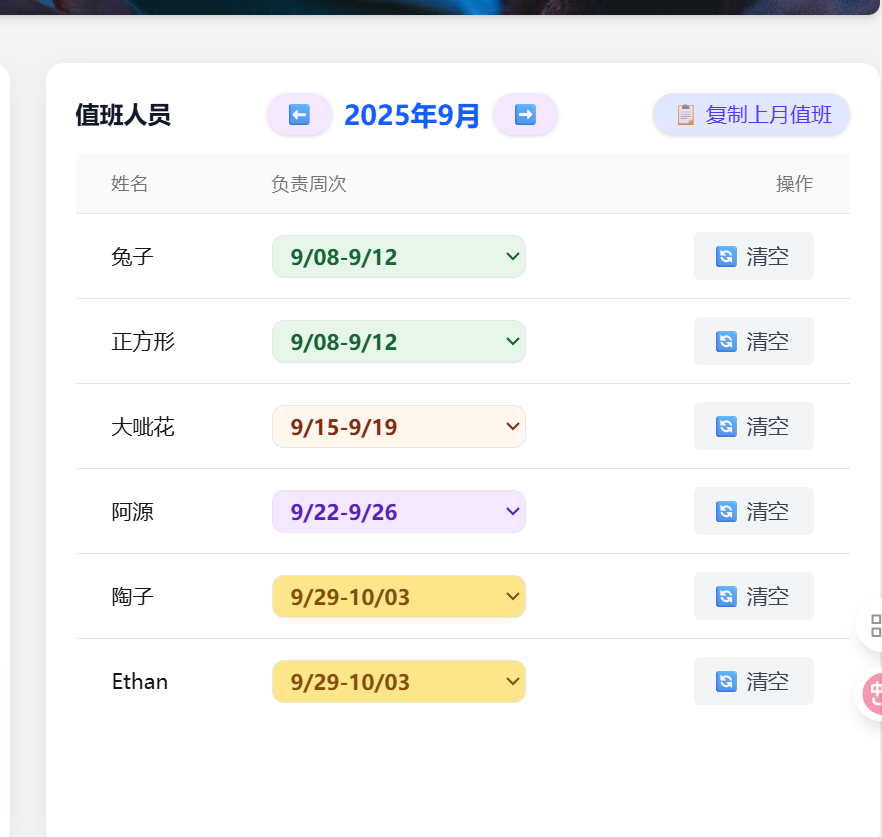 值班人员 2025年9月 复制上月值班
姓名 负责周次 操作
兔子 9/08-9/12 清空
正方形 9/08-9/12 清空
大呲花 9/15-9/19 清空
阿源 9/22-9/26 清空
陶子 9/29-10/03 清空
Ethan 9/29-10/03 清空